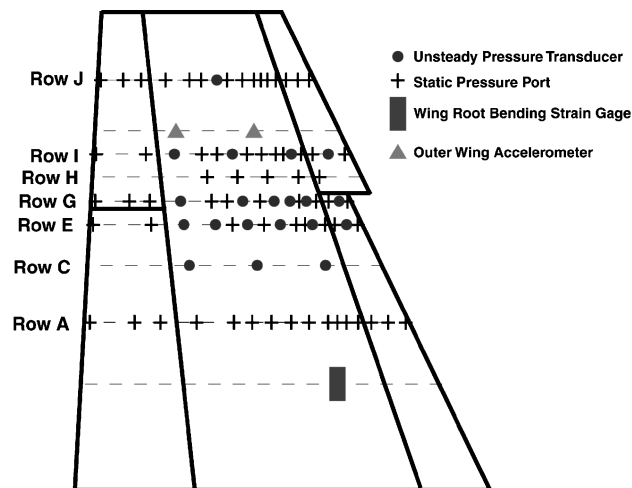 Row J
Row I
Row H
Row G
Row E
Row C
Row A
Unsteady Pressure Transducer
Static Pressure Port
Wing Root Bending Strain Gage
Outer Wing Accelerometer